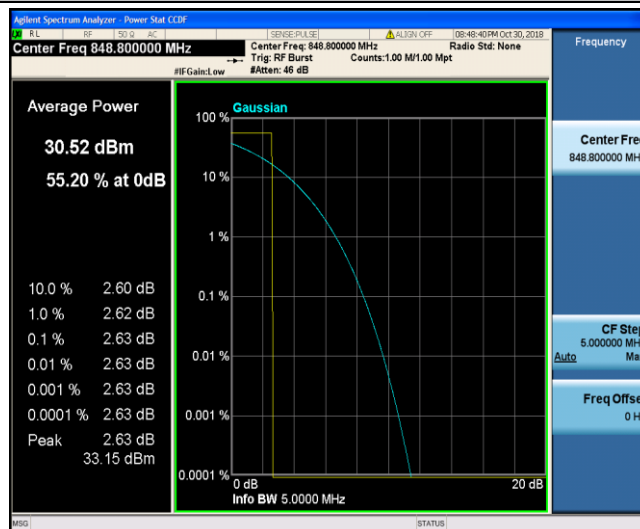 Agilent Spectrum Analyzer - Power Stat CCDF
RL RF 50 Ω AC SENSE:PULSE ALIGN OFF 08:48:40 PM Oct 30, 2018
Center Freq 848.800000 MHz
Center Freq: 848.800000 MHz Radio Std: None
Trig: RF Burst Counts:1.00 M/1.00 Mpt
#IFGain:Low #Atten: 46 dB
Frequency
Average Power
30.52 dBm
55.20 % at 0dB
10.0 % 2.60 dB
1.0 % 2.62 dB
0.1 % 2.63 dB
0.01 % 2.63 dB
0.001 % 2.63 dB
0.0001 % 2.63 dB
Peak 2.63 dB
33.15 dBm
Gaussian
100 %
10 %
1 %
0.1 %
0.01 %
0.001 %
0.0001 %
0 dB 20 dB
Info BW 5.0000 MHz
Center Fre
848.800000 MH
CF Step
5.000000 MH
Auto Ma
Freq Offse
0 H
MSG STATUS